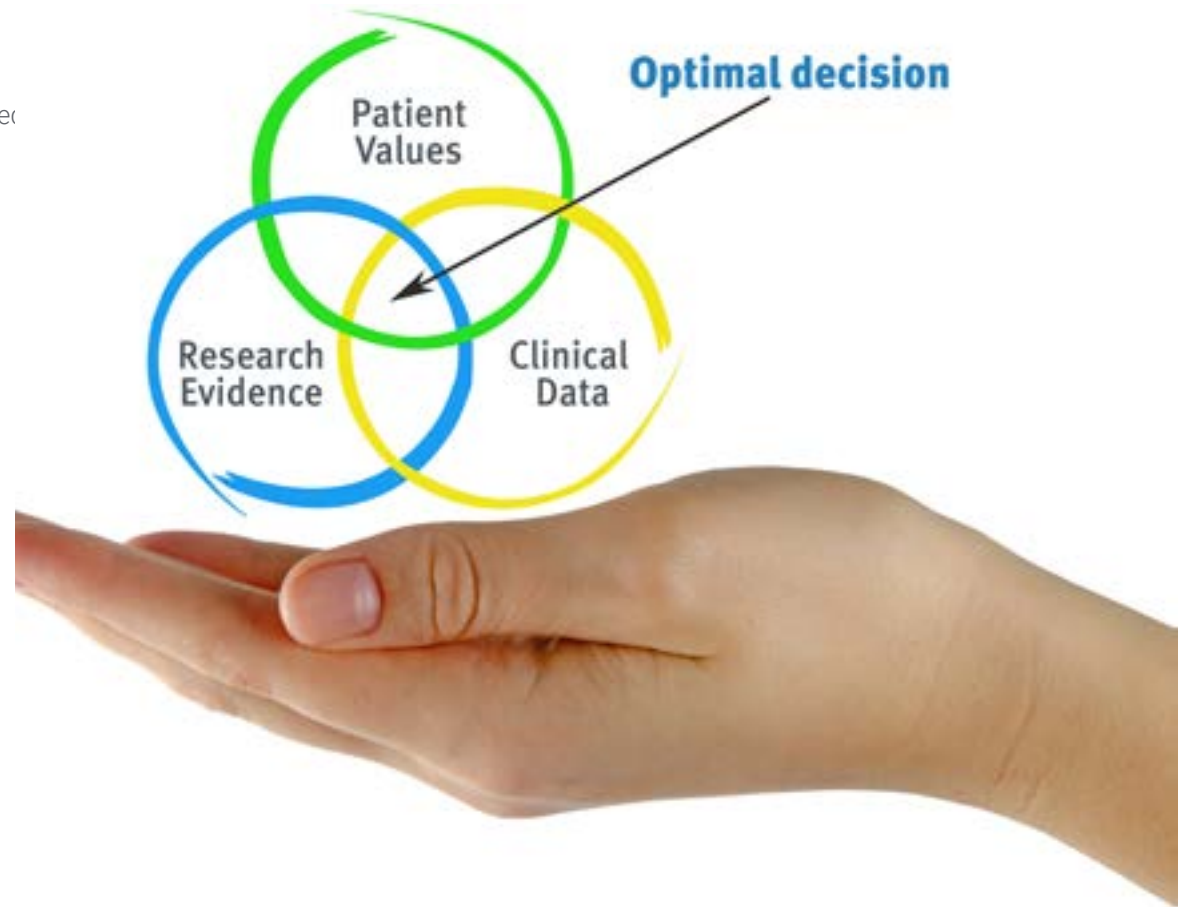 Optimal decision
Patient
Values
Research
Evidence
Clinical
Data